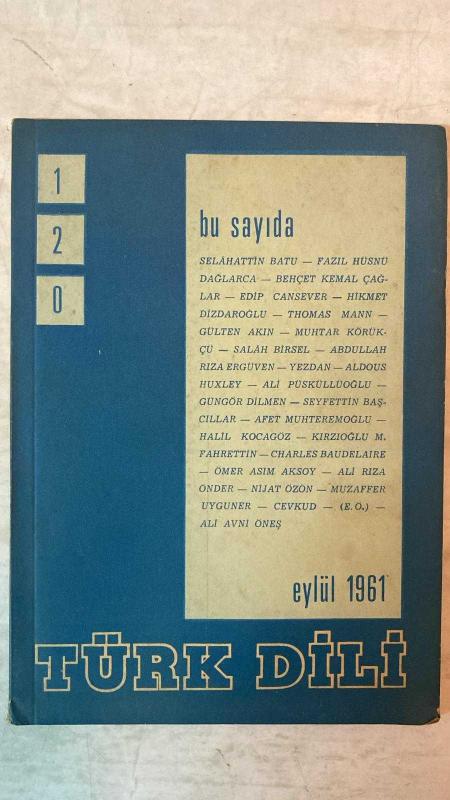 1
2
0
bu sayıda
SELÂHATTİN BATU — FAZIL HÜSNÜ
DAĞLARCA — BEHÇET KEMAL ÇAĞ-
LAR — EDİP CANSEVER — HİKMET
DİZDAROĞLU — THOMAS MANN —
GÜLTEN AKIN — MUHTAR KÖRÜK-
ÇÜ — SALÂH BİRSEL — ABDULLAH
RIZA ERGÜVEN — YEZDAN — ALDOUS
HUXLEY — ALİ PÜSKÜLLÜOĞLU —
GÜNGÖR DİLMEN — SEYFETTİN BAŞ-
CILLAR — AFET MUHTEREMOĞLU —
HALİL KOCAGÖZ — KIRZIOĞLU M.
FAHRETTİN — CHARLES BAUDELAIRE
— ÖMER ASIM AKSOY — ALİ RIZA
ÖNDER — NİJAT ÖZÖN — MUZAFFER
UYGUNER — CEVKUD — (E.Ö.) —
ALİ AVNİ ÖNEŞ
eylül 1961
TÜRK DİLİ